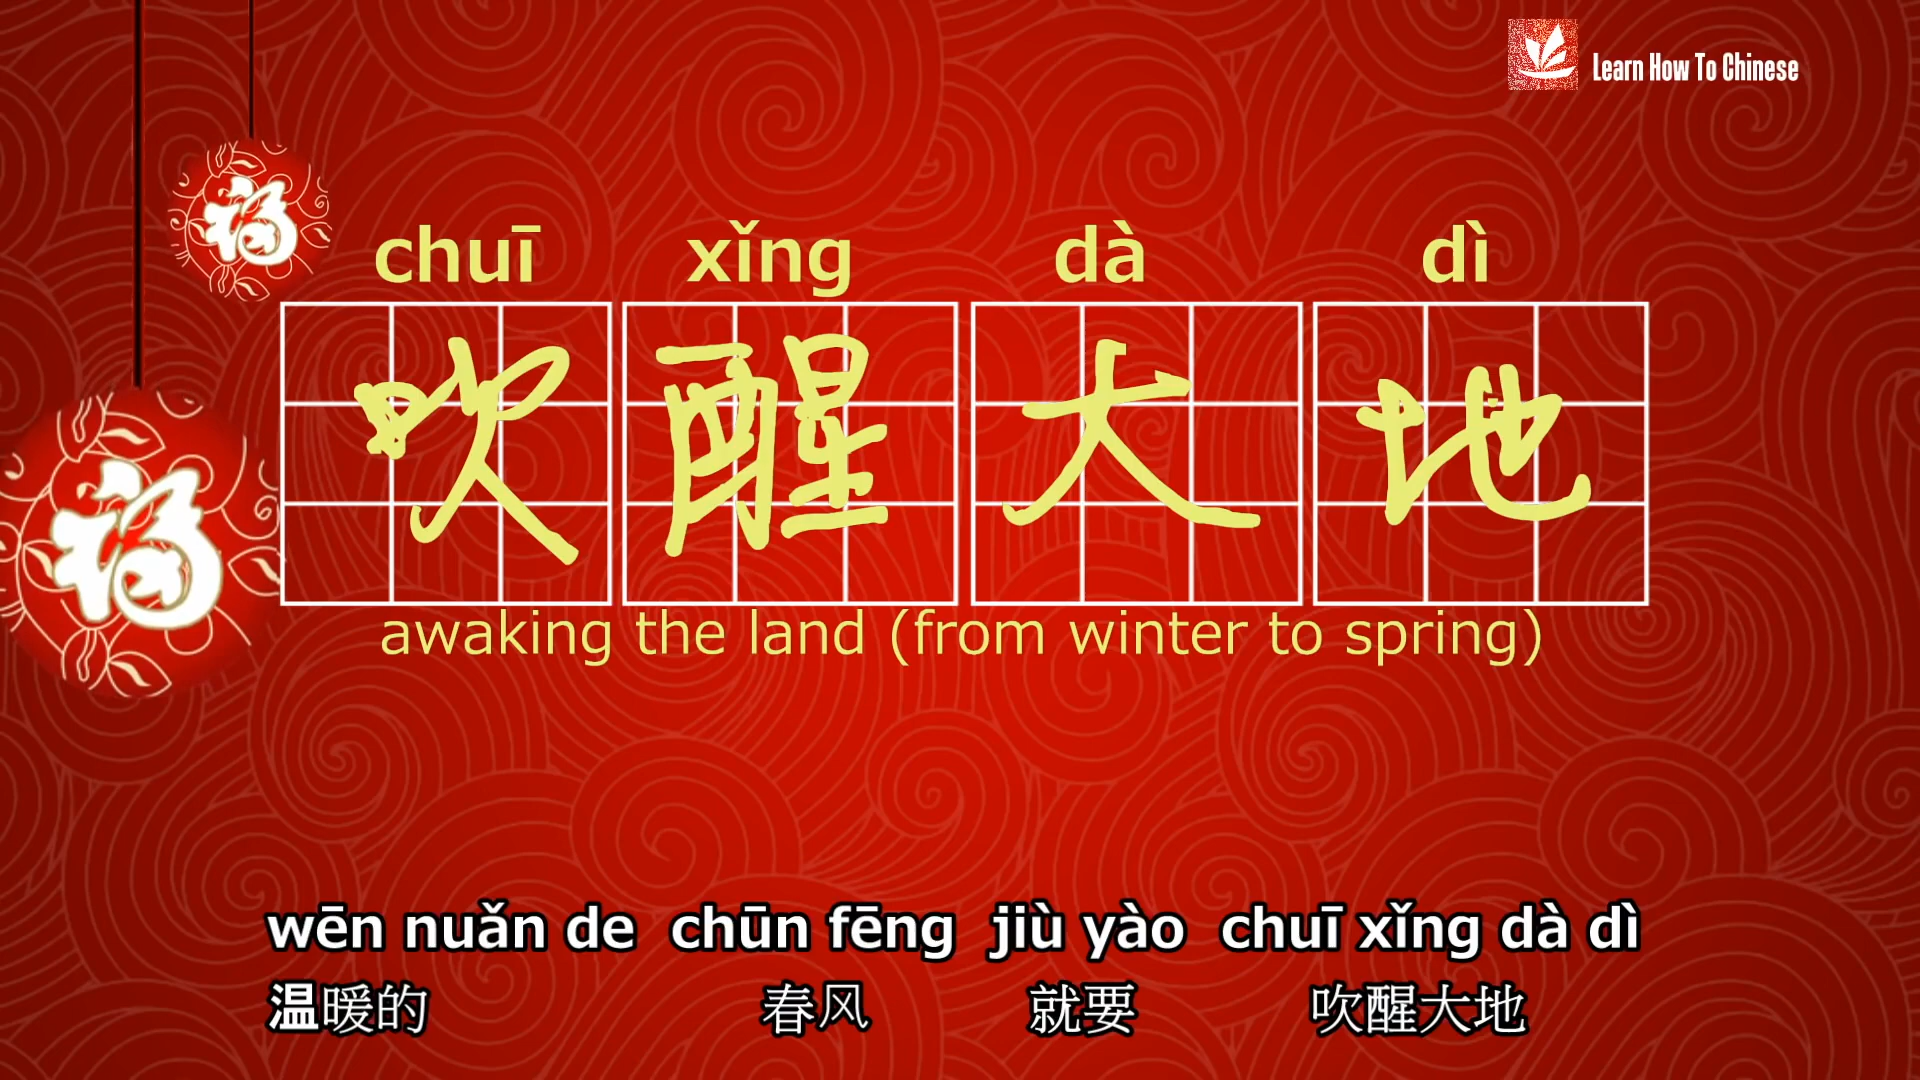 Learn How To Chinese
福
chuī xǐng dà dì
吹醒大地
福
awaking the land (from winter to spring)
wēn nuǎn de chūn fēng jiù yào chuī xǐng dà dì
温暖的 春风 就要 吹醒大地